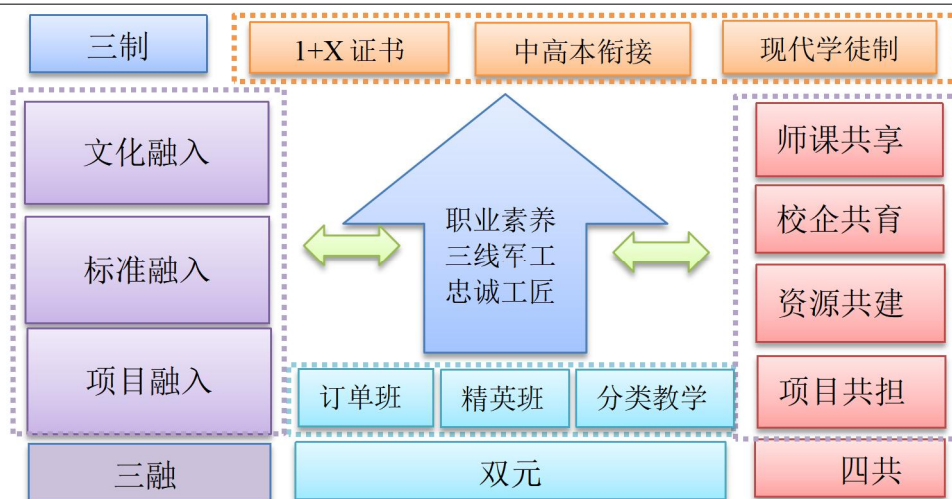 三制
1+X 证书
中高本衔接
现代学徒制
文化融入
标准融入
项目融入
三融
职业素养
三线军工
忠诚工匠
订单班
精英班
分类教学
双元
师课共享
校企共育
资源共建
项目共担
四共